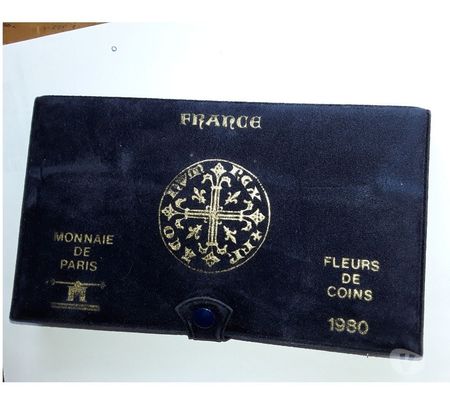 FRANCE
MONNAIE
DE
PARIS
FLEURS
DE
COINS
1980